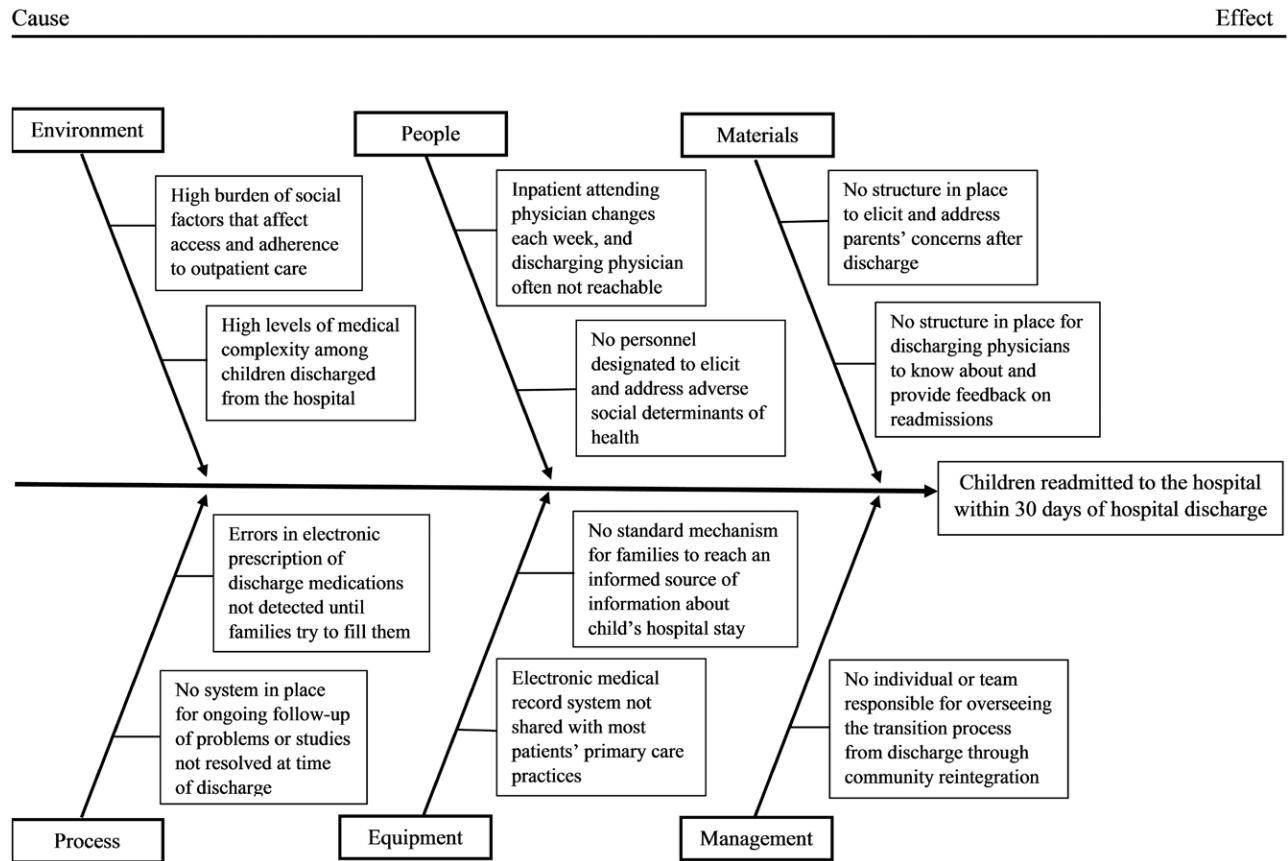 Cause
Effect
Environment
People
Materials
High burden of social
factors that affect
access and adherence
to outpatient care
High levels of medical
complexity among
children discharged
from the hospital
Inpatient attending
physician changes
each week, and
discharging physician
often not reachable
No personnel
designated to elicit
and address adverse
social determinants of
health
No structure in place
to elicit and address
parents’ concerns after
discharge
No structure in place for
discharging physicians
to know about and
provide feedback on
readmissions
Children readmitted to the hospital
within 30 days of hospital discharge
Errors in electronic
prescription of
discharge medications
not detected until
families try to fill them
No system in place
for ongoing follow-up
of problems or studies
not resolved at time
of discharge
No standard mechanism
for families to reach an
informed source of
information about
child’s hospital stay
Electronic medical
record system not
shared with most
patients’ primary care
practices
No individual or team
responsible for overseeing
the transition process
from discharge through
community reintegration
Process
Equipment
Management